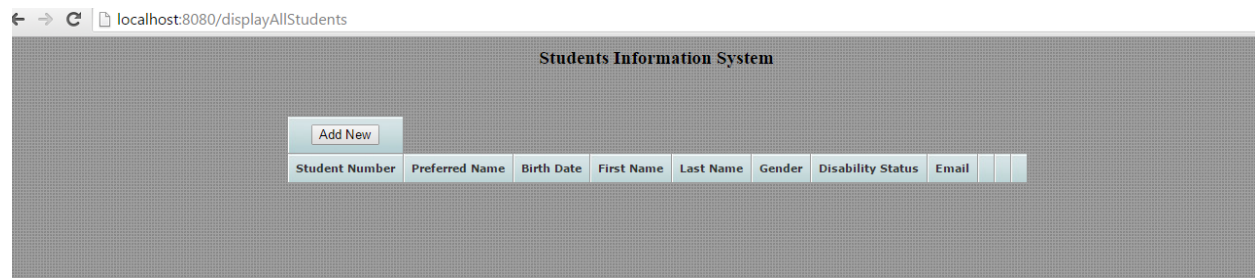 localhost:8080/displayAllStudents
Students Information System
Add New
Student Number Preferred Name Birth Date First Name Last Name Gender Disability Status Email